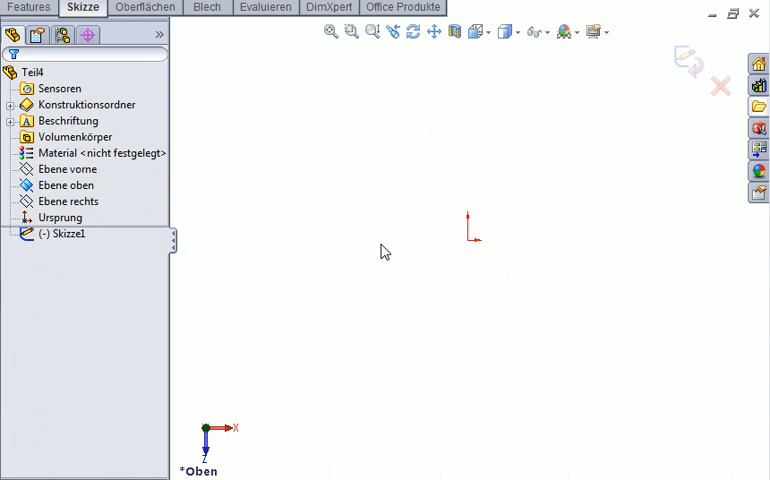 Features Skizze Oberflächen Blech Evaluieren DimXpert Office Produkte
Teil4
Sensoren
Konstruktionsordner
Beschriftung
Volumenkörper
Material <nicht festgelegt>
Ebene vorne
Ebene oben
Ebene rechts
Ursprung
(-) Skizze1
X
Z
*Oben